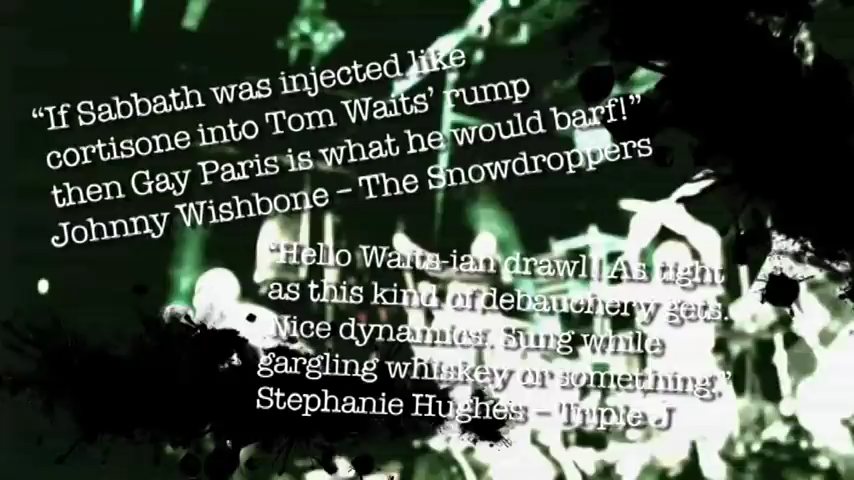 “If Sabbath was injected like
cortisone into Tom Waits’ rump
then Gay Paris is what he would barf!”
Johnny Wishbone – The Snowdroppers
“Hello Waits-ian drawl! As tight
as this kind of debauchery gets.
Nice dynamics. Sung while
gargling whiskey or something.”
Stephanie Hughes – Triple J